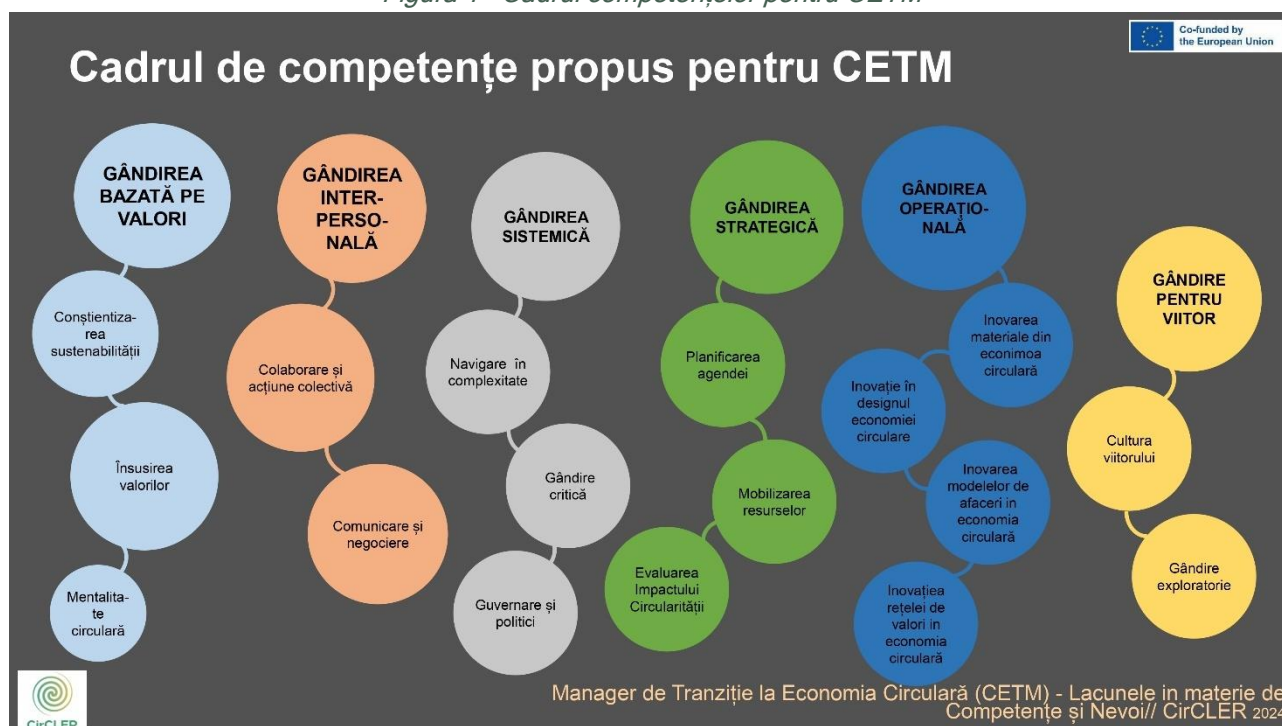 Figura 1 - Cadrul competențelor pentru CETM
Co-funded by
the European Union
Cadrul de competențe propus pentru CETM
GÂNDIREA
BAZATĂ PE
VALORI
Conștientiza-
rea
sustenabilității
Însusirea
valorilor
Mentalita-
te
circulară
GÂNDIREA
INTER-
PERSO-
NALĂ
Colaborare și
acțiune colectivă
Comunicare și
negociere
GÂNDIREA
SISTEMICĂ
Navigare în
complexitate
Gândire
critică
Guvernare și
politici
GÂNDIREA
STRATEGICĂ
Planificarea
agendei
Mobilizarea
resurselor
Evaluarea
Impactului
Circularității
GÂNDIREA
OPERAȚIO-
NALĂ
Inovarea
materiale din
econimoa
circulară
Inovație în
designul
economiei
circulare
Inovarea
modelelor de
afaceri in
economia
circulară
Inovațiea
rețelei de
valori in
economia
circulară
GÂNDIRE
PENTRU
VIITOR
Cultura
viitorului
Gândire
exploratorie
CirCLER
Manager de Tranziție la Economia Circulară (CETM) - Lacunele in materie de
Competențe și Nevoi// CirCLER 2024